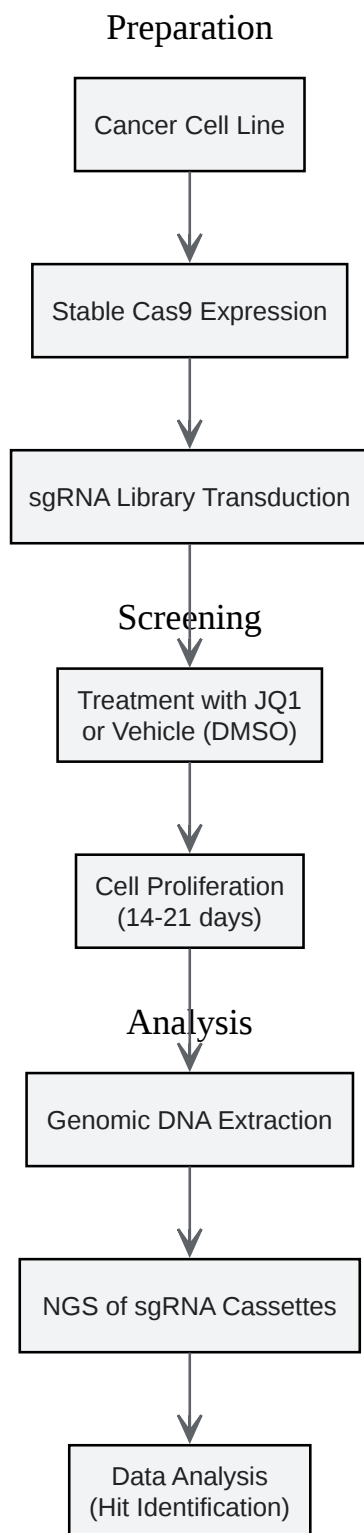 Preparation
Cancer Cell Line
Stable Cas9 Expression
sgRNA Library Transduction
Screening
Treatment with JQ1
or Vehicle (DMSO)
Cell Proliferation
(14-21 days)
Analysis
Genomic DNA Extraction
NGS of sgRNA Cassettes
Data Analysis
(Hit Identification)